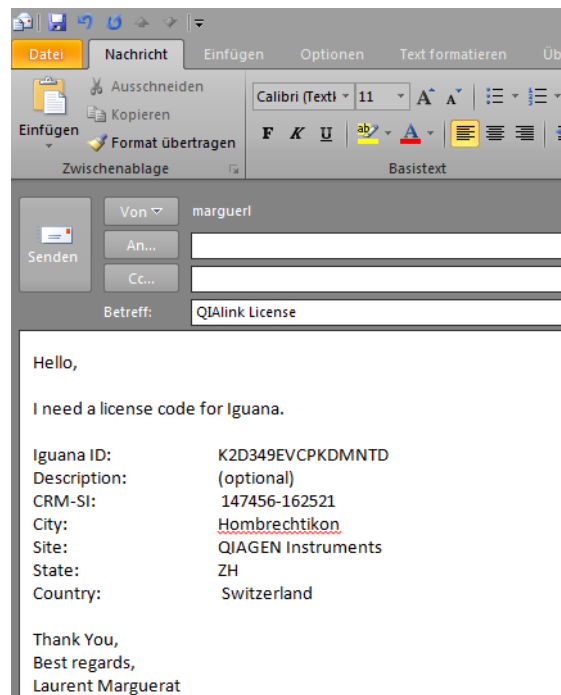 Datei Nachricht Einfügen Optionen Text formatieren Üb
Ausschneiden
Kopieren
Format übertragen
Einfügen
Zwischenablage
Calibri (Textk 11 A A
F K U ab A
Basistext
Senden
Von marguerl
An...
Cc...
Betreff: QIAlink License
Hello,
I need a license code for Iguana.
Iguana ID: K2D349EVCPKDMNTD
Description: (optional)
CRM-SI: 147456-162521
City: Hombrechtikon
Site: QIAGEN Instruments
State: ZH
Country: Switzerland
Thank You,
Best regards,
Laurent Marguerat